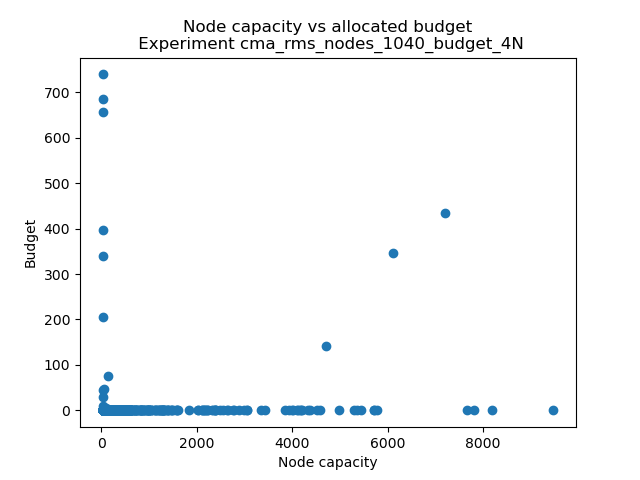 Node capacity vs allocated budget
Experiment cma_rms_nodes_1040_budget_4N
700
600
500
400
300
200
100
0
Budget
0 2000 4000 6000 8000
Node capacity